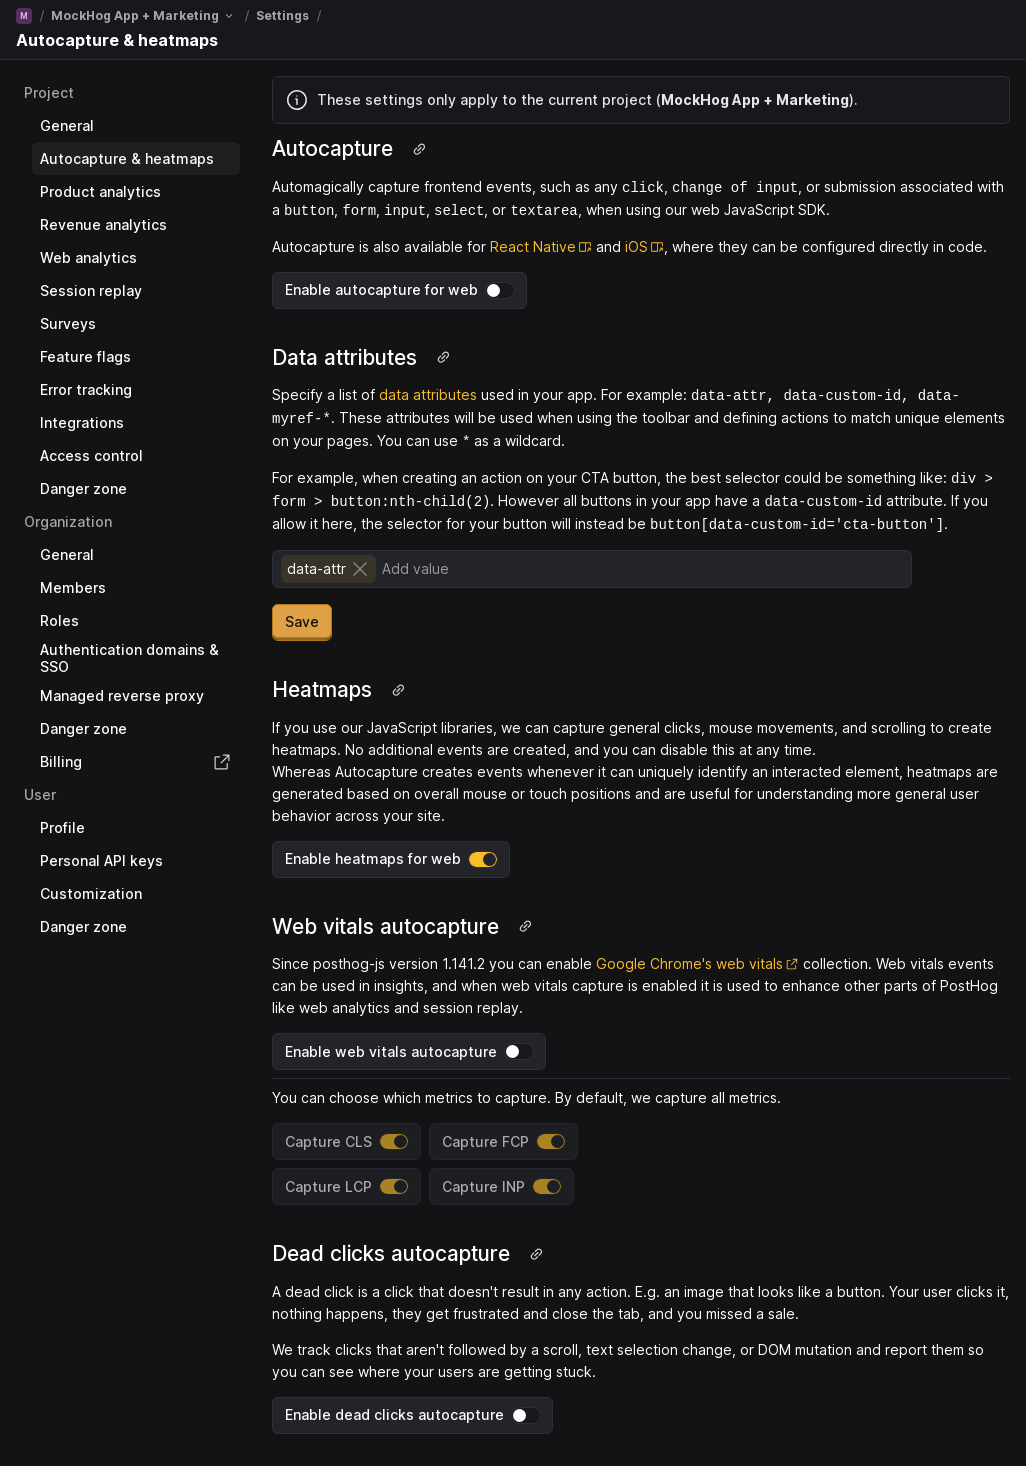 M / MockHog App + Marketing / Settings /
Autocapture & heatmaps
Project
General
Autocapture & heatmaps
Product analytics
Revenue analytics
Web analytics
Session replay
Surveys
Feature flags
Error tracking
Integrations
Access control
Danger zone
Organization
General
Members
Roles
Authentication domains &
SSO
Managed reverse proxy
Danger zone
Billing
User
Profile
Personal API keys
Customization
Danger zone
These settings only apply to the current project (MockHog App + Marketing).
Autocapture
Automagically capture frontend events, such as any click, change of input, or submission associated with
a button, form, input, select, or textarea, when using our web JavaScript SDK.
Autocapture is also available for React Native and iOS, where they can be configured directly in code.
Enable autocapture for web
Data attributes
Specify a list of data attributes used in your app. For example: data-attr, data-custom-id, data-
myref-*. These attributes will be used when using the toolbar and defining actions to match unique elements
on your pages. You can use * as a wildcard.
For example, when creating an action on your CTA button, the best selector could be something like: div >
form > button:nth-child(2). However all buttons in your app have a data-custom-id attribute. If you
allow it here, the selector for your button will instead be button[data-custom-id='cta-button'].
data-attr Add value
Save
Heatmaps
If you use our JavaScript libraries, we can capture general clicks, mouse movements, and scrolling to create
heatmaps. No additional events are created, and you can disable this at any time.
Whereas Autocapture creates events whenever it can uniquely identify an interacted element, heatmaps are
generated based on overall mouse or touch positions and are useful for understanding more general user
behavior across your site.
Enable heatmaps for web
Web vitals autocapture
Since posthog-js version 1.141.2 you can enable Google Chrome's web vitals collection. Web vitals events
can be used in insights, and when web vitals capture is enabled it is used to enhance other parts of PostHog
like web analytics and session replay.
Enable web vitals autocapture
You can choose which metrics to capture. By default, we capture all metrics.
Capture CLS Capture FCP
Capture LCP Capture INP
Dead clicks autocapture
A dead click is a click that doesn't result in any action. E.g. an image that looks like a button. Your user clicks it,
nothing happens, they get frustrated and close the tab, and you missed a sale.
We track clicks that aren't followed by a scroll, text selection change, or DOM mutation and report them so
you can see where your users are getting stuck.
Enable dead clicks autocapture